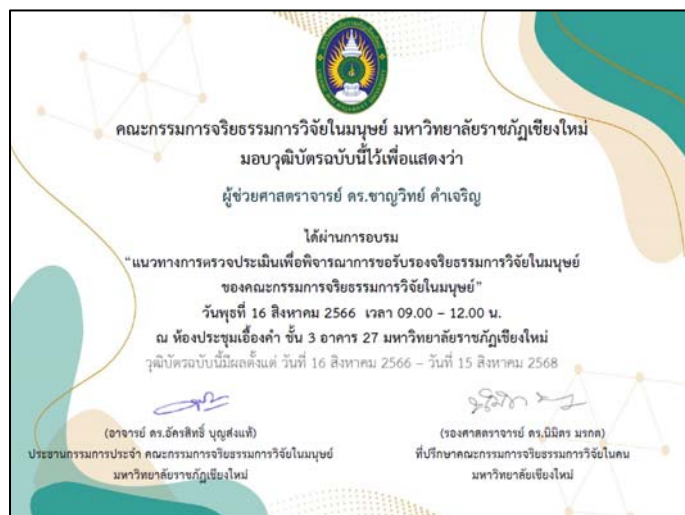 คณะกรรมการจริยธรรมการวิจัยในมนุษย์ มหาวิทยาลัยราชภัฏเชียงใหม่
มอบวุฒิบัตรฉบับนี้ไว้เพื่อแสดงว่า
ผู้ช่วยศาสตราจารย์ ดร.ชาญวิทย์ คำเจริญ
ได้ผ่านการอบรม
“แนวทางการตรวจประเมินเพื่อพิจารณาการขอรับรองจริยธรรมการวิจัยในมนุษย์
ของคณะกรรมการจริยธรรมการวิจัยในมนุษย์”
วันพุธที่ 16 สิงหาคม 2566 เวลา 09.00 – 12.00 น.
ณ ห้องประชุมเอื้องคำ ชั้น 3 อาคาร 27 มหาวิทยาลัยราชภัฏเชียงใหม่
วุฒิบัตรฉบับนี้มีผลตั้งแต่ วันที่ 16 สิงหาคม 2566 – วันที่ 15 สิงหาคม 2568
(อาจารย์ ดร.อัครสิทธิ์ บุญส่งแท้)
ประธานกรรมการประจำ คณะกรรมการจริยธรรมการวิจัยในมนุษย์
มหาวิทยาลัยราชภัฏเชียงใหม่
(รองศาสตราจารย์ ดร.นิมิตร มรกต)
ที่ปรึกษาคณะกรรมการจริยธรรมการวิจัยในคน
มหาวิทยาลัยเชียงใหม่